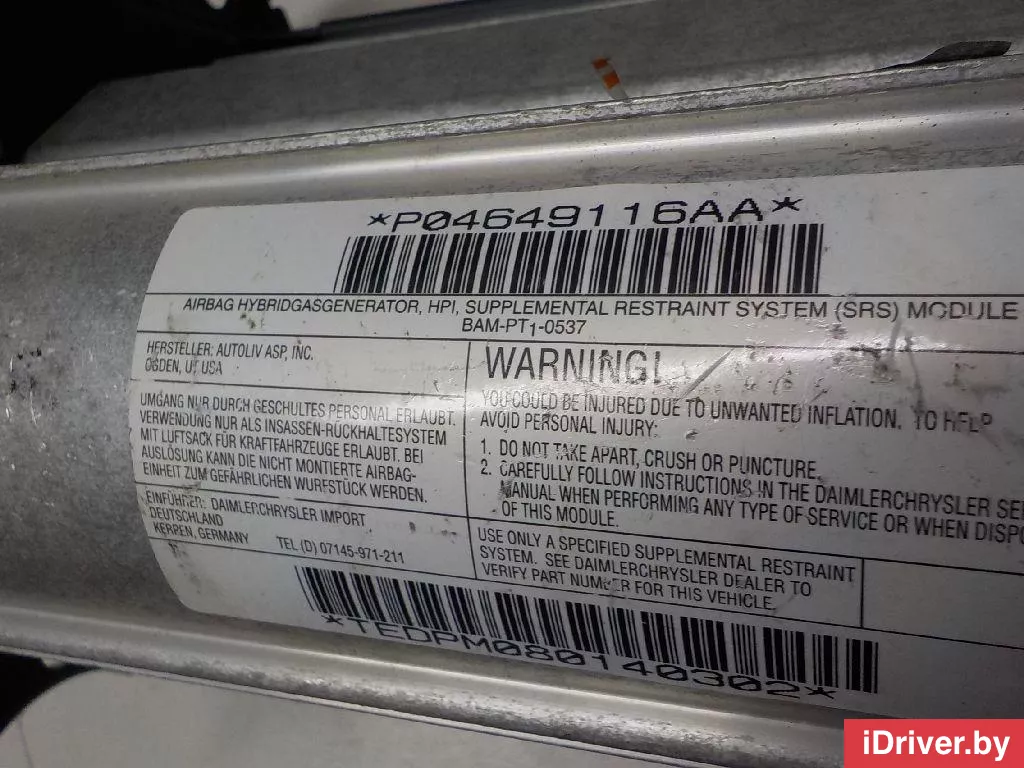 *P04649116AA*
AIRBAG HYBRIDGASGENERATOR, HPI, SUPPLEMENTAL RESTRAINT SYSTEM (SRS) MODULE
BAM-PT1-0537
HERSTELLER: AUTOLIV ASP, INC.
OGDEN, UT USA
UMGANG NUR DURCH GESCHULTES PERSONAL ERLAUBT.
VERWENDUNG NUR ALS INSASSEN-RÜCKHALTESYSTEM
MIT LUFTSACK FÜR KRAFTFAHRZEUGE ERLAUBT. BEI
AUSLÖSUNG KANN DIE NICHT MONTIERTE AIRBAG-
EINHEIT ZUM GEFÄHRLICHEN WURFSTÜCK WERDEN.
EINFÜHRER: DAIMLERCHRYSLER IMPORT
DEUTSCHLAND
KERPEN, GERMANY TEL (D) 07145-971-211
WARNING!
YOU COULD BE INJURED DUE TO UNWANTED INFLATION. TO HELP
AVOID PERSONAL INJURY:
1. DO NOT TAKE APART, CRUSH OR PUNCTURE.
2. CAREFULLY FOLLOW INSTRUCTIONS IN THE DAIMLERCHRYSLER SE
MANUAL WHEN PERFORMING ANY TYPE OF SERVICE OR WHEN DISPO
OF THIS MODULE.
USE ONLY A SPECIFIED SUPPLEMENTAL RESTRAINT
SYSTEM. SEE DAIMLERCHRYSLER DEALER TO
VERIFY PART NUMBER FOR THIS VEHICLE.
*TEDPM080140302*
iDriver.by